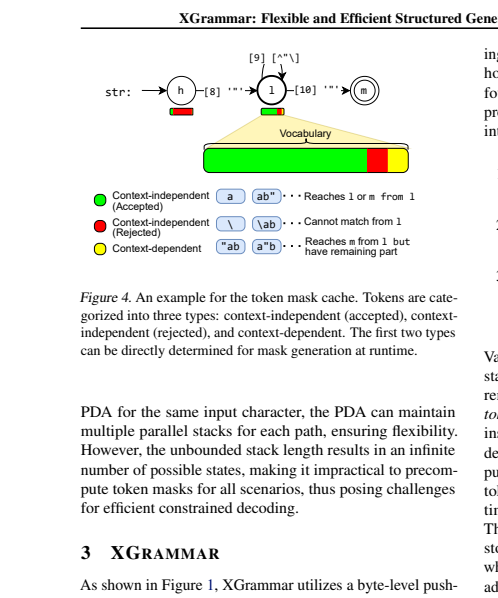 XGrammar: Flexible and Efficient Structured Gene
[9] [^"\]
str: h [8] '"' l [10] '"' m
Vocabulary
Context-independent (Accepted) a ab" ··· Reaches l or m from l
Context-independent (Rejected) \ \ab ··· Cannot match from l
Context-dependent "ab a"b ··· Reaches m from l but have remaining part
Figure 4. An example for the token mask cache. Tokens are cate-
gorized into three types: context-independent (accepted), context-
independent (rejected), and context-dependent. The first two types
can be directly determined for mask generation at runtime.
PDA for the same input character, the PDA can maintain
multiple parallel stacks for each path, ensuring flexibility.
However, the unbounded stack length results in an infinite
number of possible states, making it impractical to precom-
pute token masks for all scenarios, thus posing challenges
for efficient constrained decoding.
3 XGRAMMAR
As shown in Figure 1, XGrammar utilizes a byte-level push-